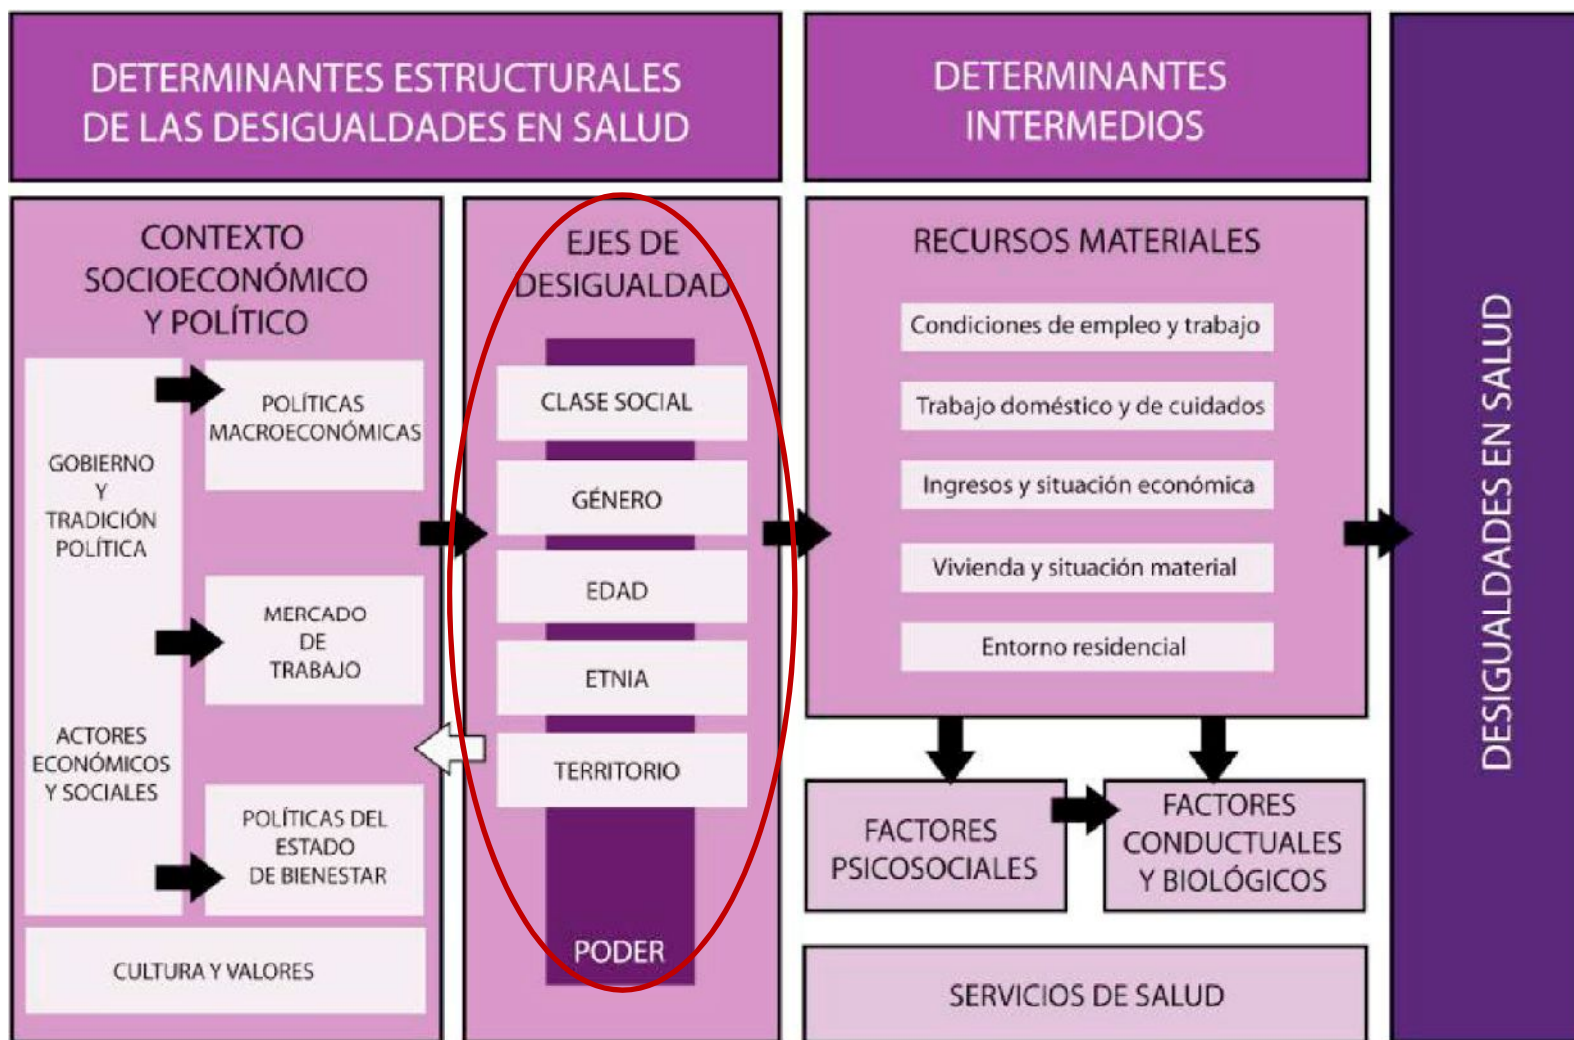 DETERMINANTES ESTRUCTURALES
DE LAS DESIGUALDADES EN SALUD
DETERMINANTES
INTERMEDIOS
CONTEXTO
SOCIOECONÓMICO
Y POLÍTICO
GOBIERNO
Y
TRADICIÓN
POLÍTICA
ACTORES
ECONÓMICOS
Y SOCIALES
POLÍTICAS
MACROECONÓMICAS
MERCADO
DE
TRABAJO
POLÍTICAS DEL
ESTADO
DE BIENESTAR
CULTURA Y VALORES
EJES DE
DESIGUALDAD
CLASE SOCIAL
GÉNERO
EDAD
ETNIA
TERRITORIO
PODER
RECURSOS MATERIALES
Condiciones de empleo y trabajo
Trabajo doméstico y de cuidados
Ingresos y situación económica
Vivienda y situación material
Entorno residencial
FACTORES
PSICOSOCIALES
FACTORES
CONDUCTUALES
Y BIOLÓGICOS
SERVICIOS DE SALUD
DESIGUALDADES EN SALUD